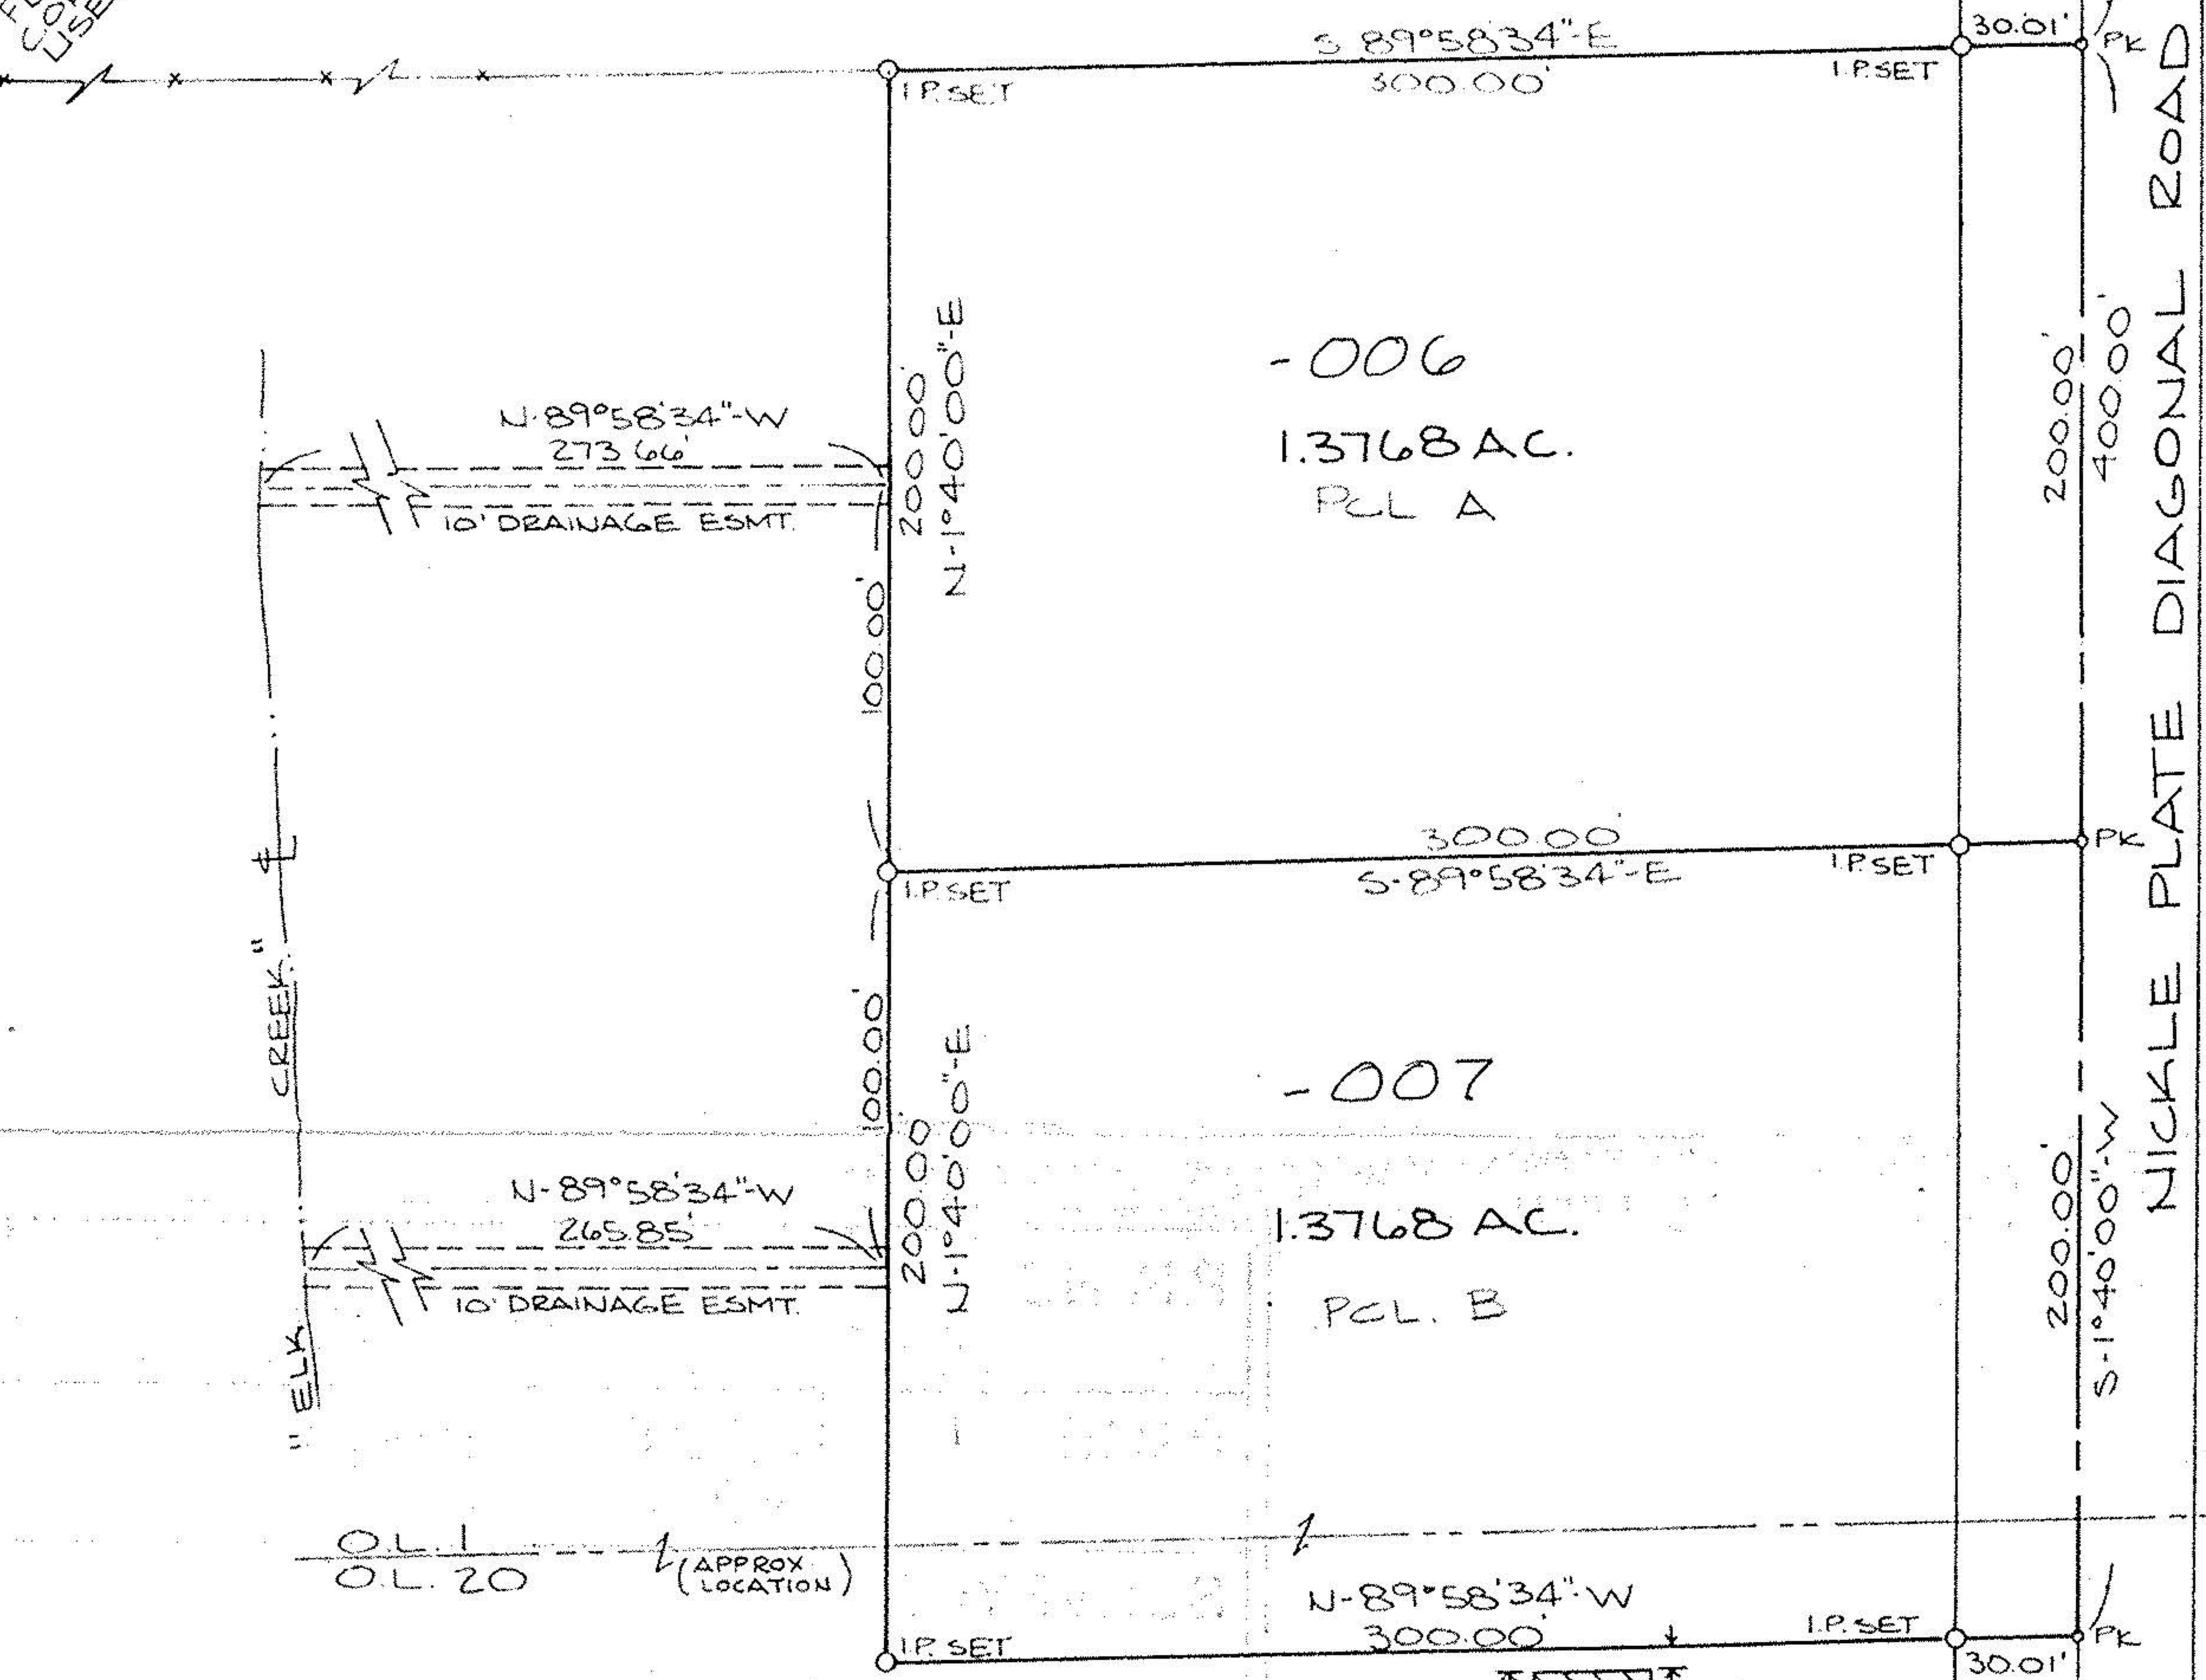 USE
S 89°58'34"-E
300.00'
30.01'
PK
I.P. SET
I.P. SET
N-89°58'34"-W
273.66'
10' DRAINAGE ESMT.
200.00'
N-1°40'00"-E
100.00'
-006
1.3768 AC.
PCL A
200.00'
400.00'
NICKLE PLATE DIAGONAL ROAD
300.00'
S-89°58'34"-E
I.P. SET
I.P. SET
PK
"ELK CREEK"
100.00'
200.00'
N-1°40'00"-E
N-89°58'34"-W
265.85'
10' DRAINAGE ESMT.
-007
1.3768 AC.
PCL. B
200.00'
S-1°40'00"-W
O.L. 1
O.L. 20
(APPROX
LOCATION)
N-89°58'34"-W
300.00'
I.P. SET
I.P. SET
PK
30.01'